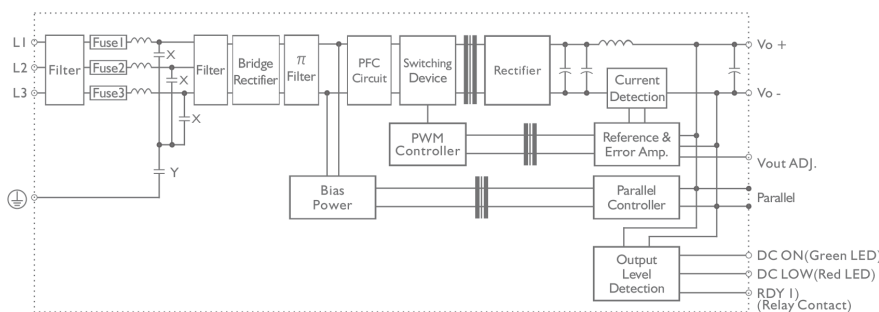 L1
L2
L3
Filter
Fuse1
Fuse2
Fuse3
X
X
X
Y
Filter
Bridge
Rectifier
π
Filter
PFC
Circuit
Switching
Device
Rectifier
Current
Detection
Vo +
Vo -
PWM
Controller
Reference &
Error Amp.
Vout ADJ.
Bias
Power
Parallel
Controller
Parallel
Output
Level
Detection
DC ON(Green LED)
DC LOW(Red LED)
RDY 1)
(Relay Contact)